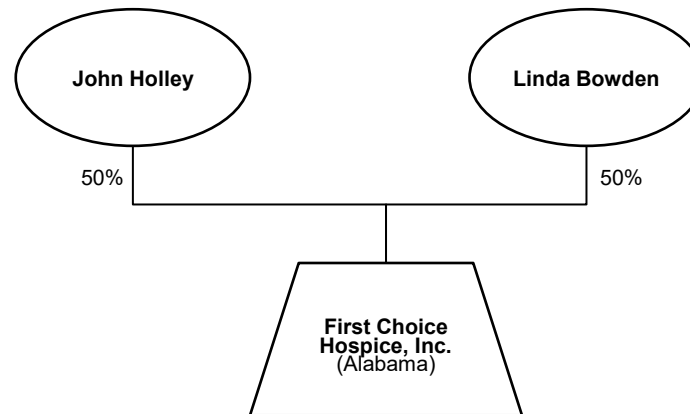 John Holley
Linda Bowden
50%
50%
First Choice
Hospice, Inc.
(Alabama)